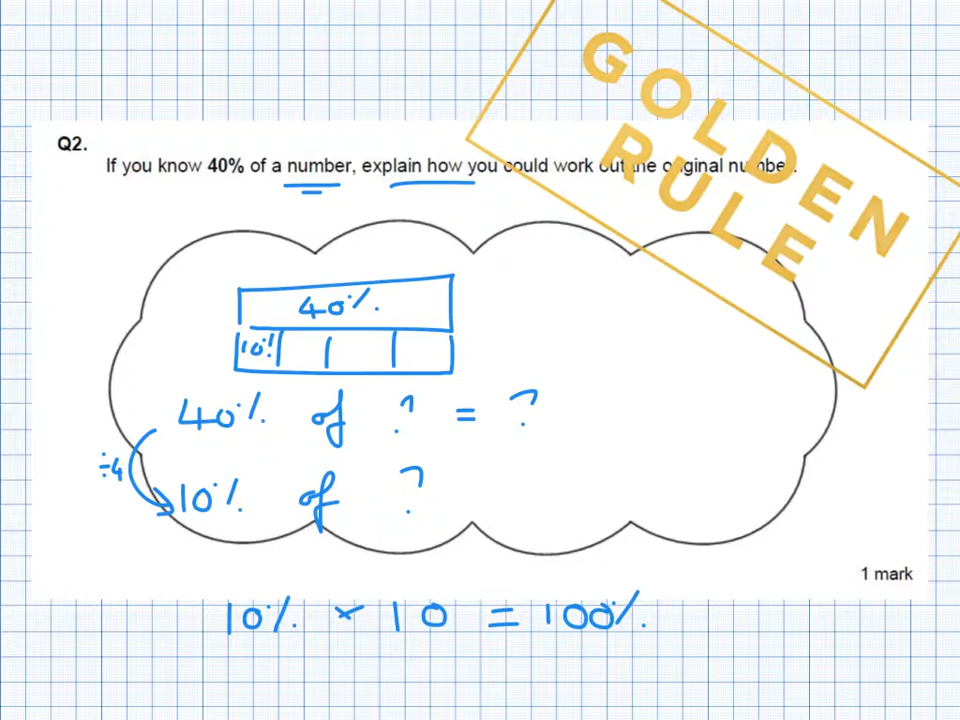 GOLDEN
RULE
Q2.
If you know 40% of a number, explain how you could work out the original number.
40%
10%
40% of ? = ?
÷4
10% of ?
1 mark
10% × 10 = 100%